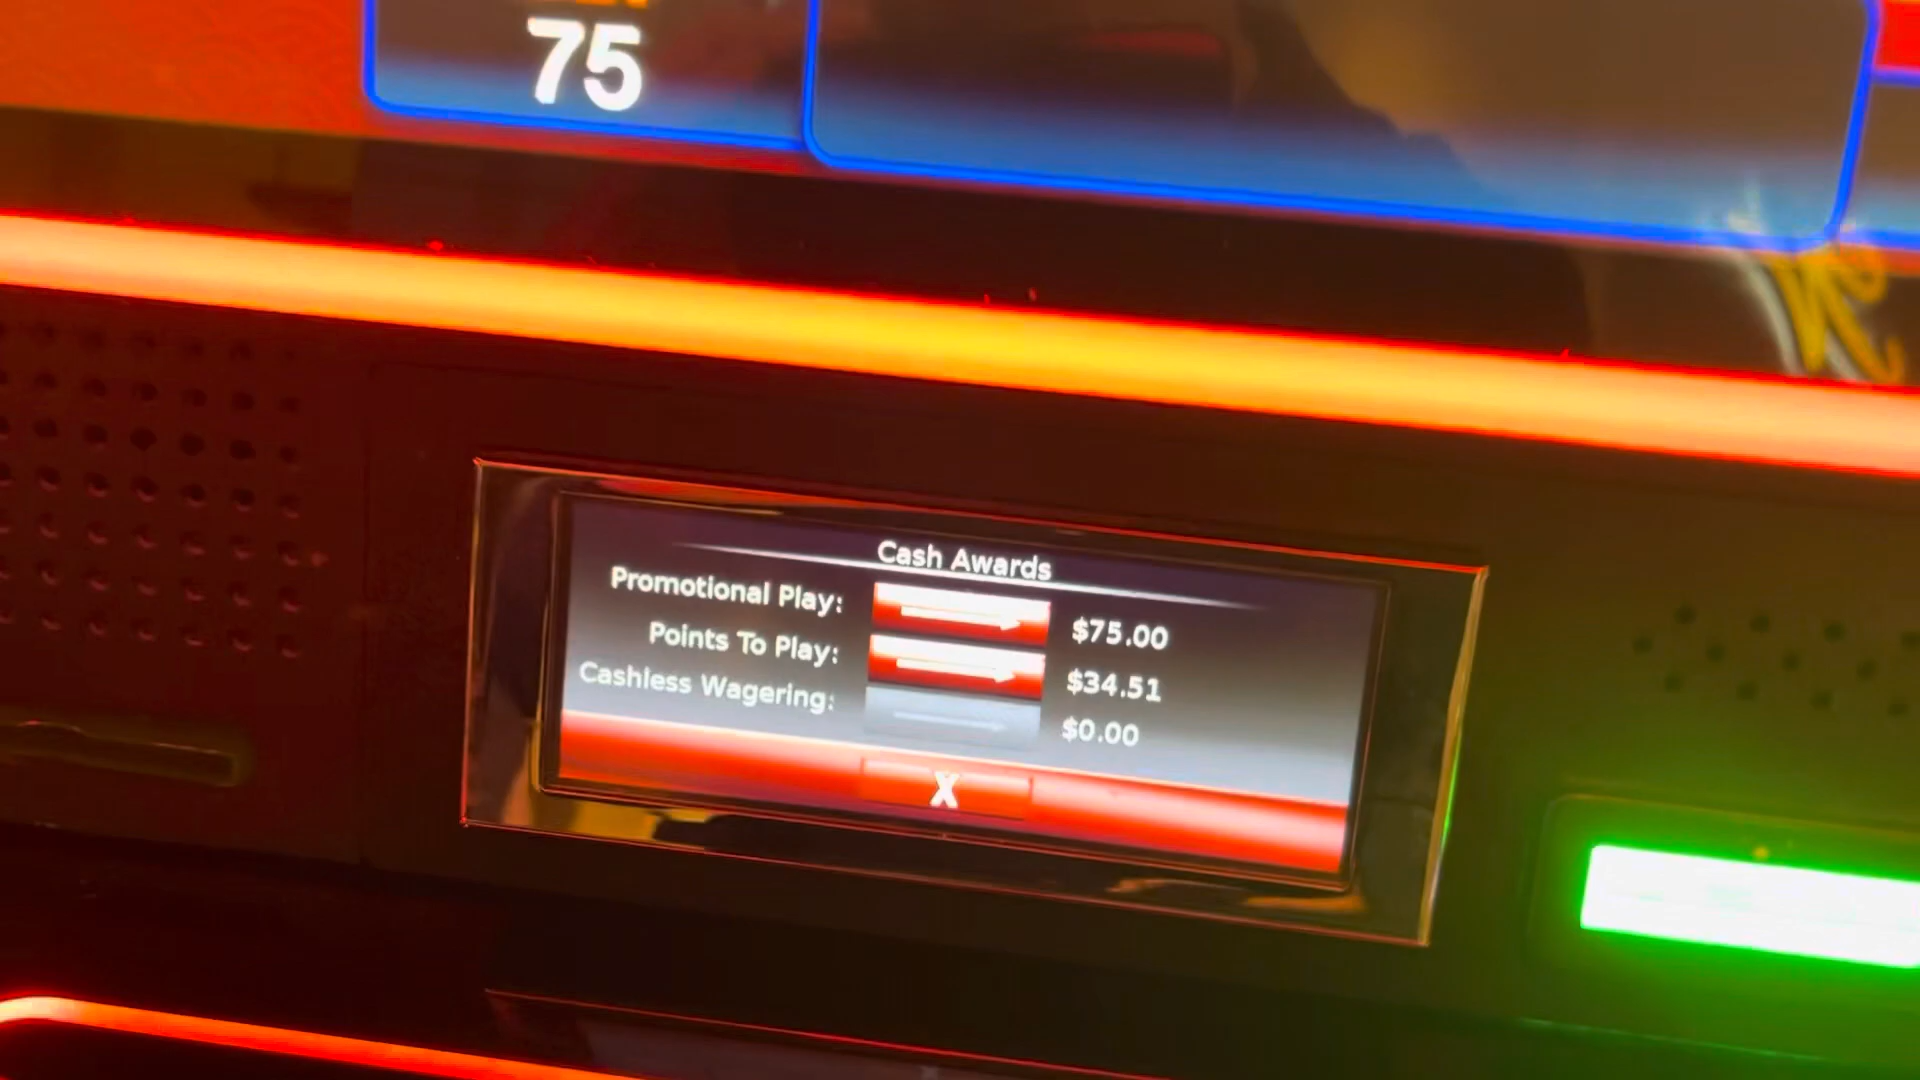 75
Cash Awards
Promotional Play: $75.00
Points To Play: $34.51
Cashless Wagering: $0.00
X